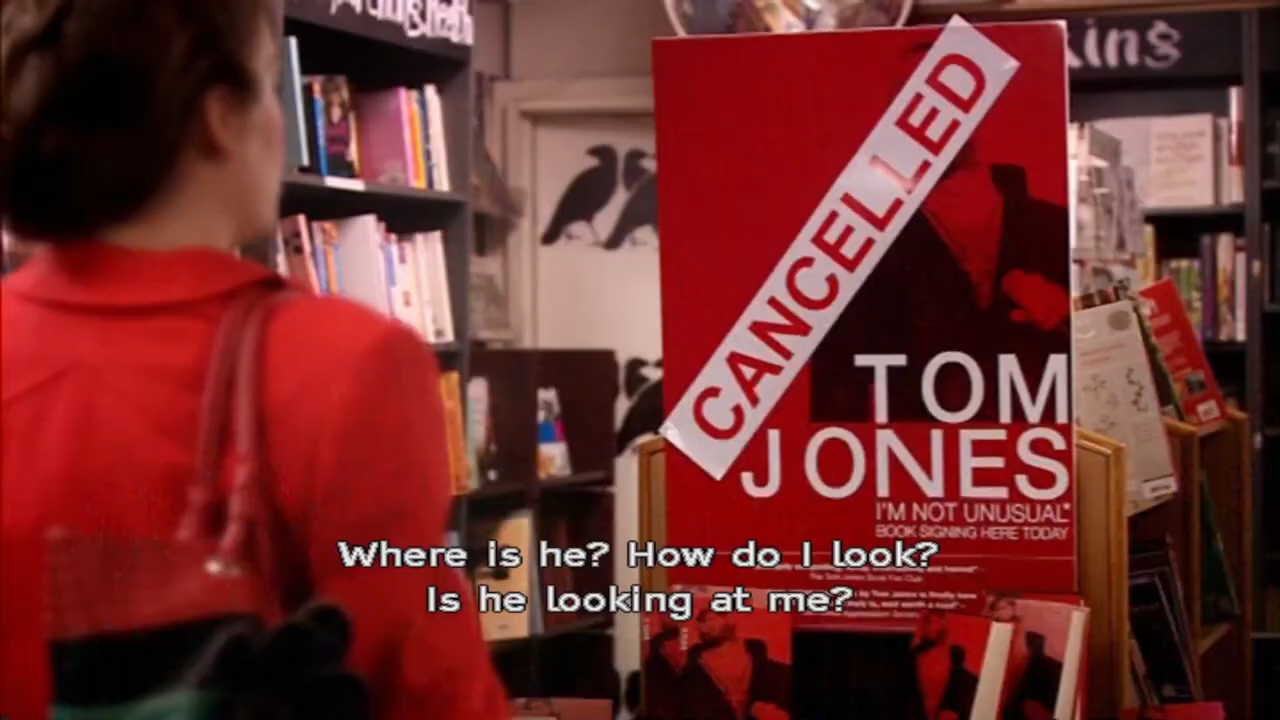 CANCELLED
TOM
JONES
I'M NOT UNUSUAL"
BOOK SIGNING HERE TODAY
Where is he? How do I look?
Is he looking at me?